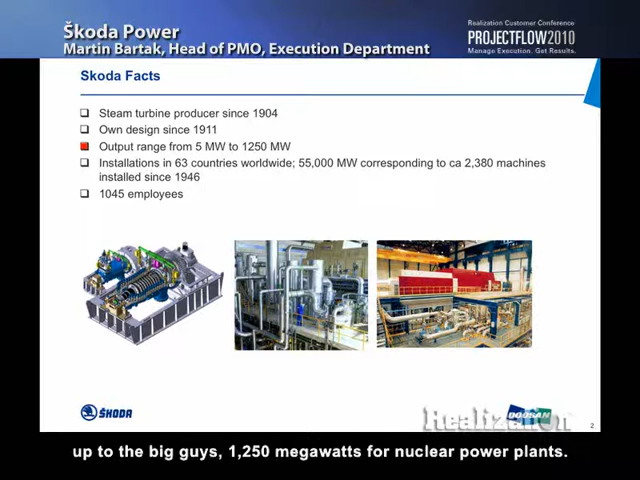 Škoda Power
Martin Bartak, Head of PMO, Execution Department
Realization Customer Conference
PROJECTFLOW2010
Manage Execution. Get Results.
Skoda Facts
Steam turbine producer since 1904
Own design since 1911
Output range from 5 MW to 1250 MW
Installations in 63 countries worldwide; 55,000 MW corresponding to ca 2,380 machines
installed since 1946
1045 employees
ŠKODA
Realization
DOOSAN
2
up to the big guys, 1,250 megawatts for nuclear power plants.